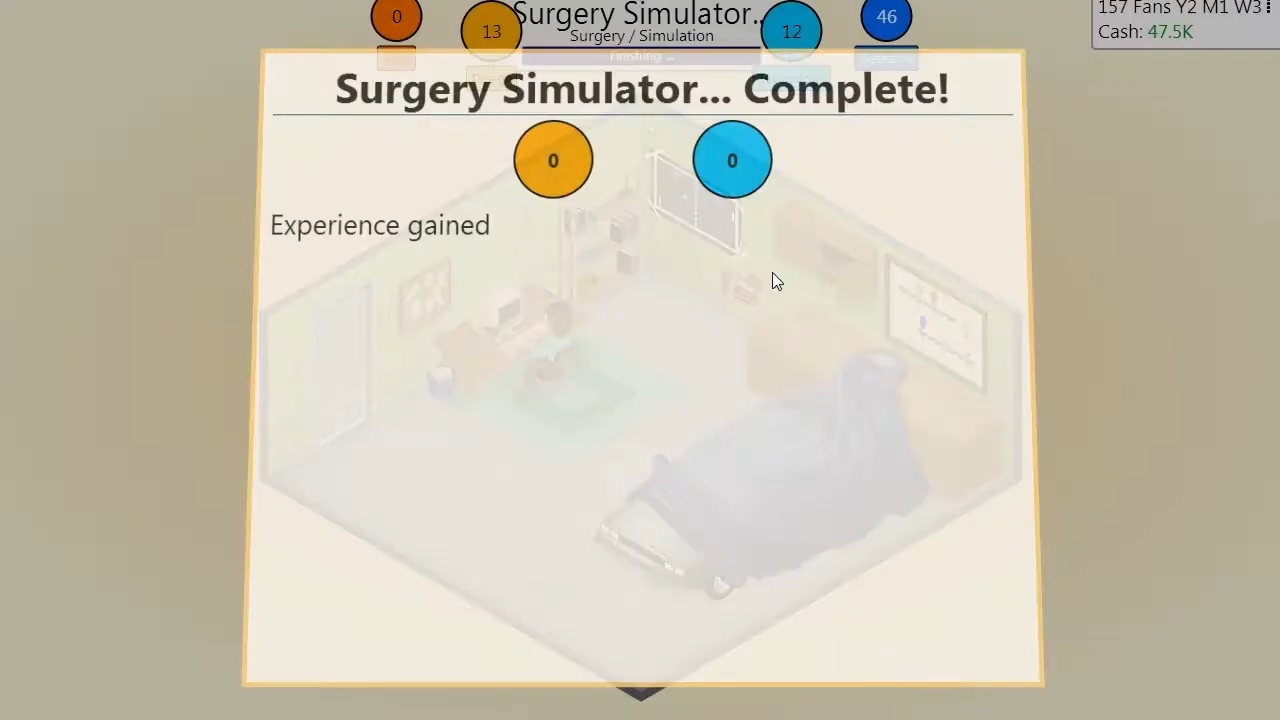 0
13
Surgery Simulator...
Surgery / Simulation
Finishing ...
12
46
157 Fans Y2 M1 W3
Cash: 47.5K
Surgery Simulator... Complete!
0
0
Experience gained